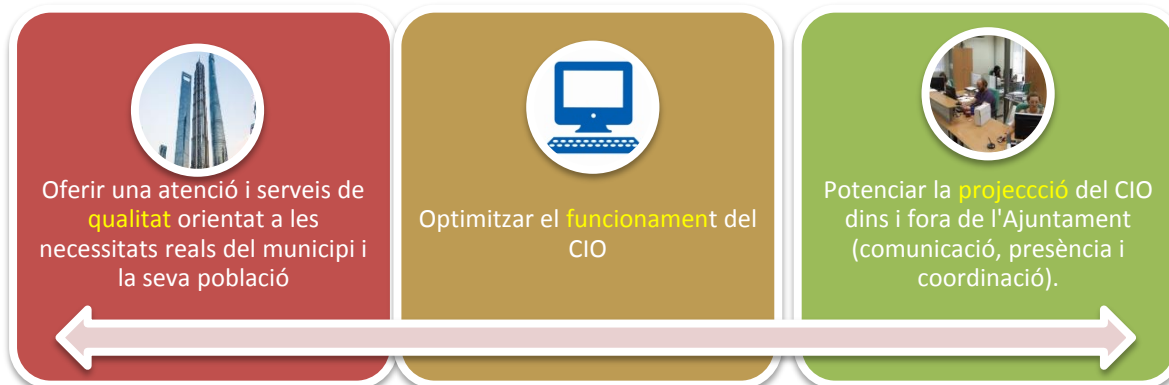 Oferir una atenció i serveis de
qualitat orientat a les
necessitats reals del municipi i
la seva població
Optimitzar el funcionament del
CIO
Potenciar la projeccció del CIO
dins i fora de l'Ajuntament
(comunicació, presència i
coordinació).